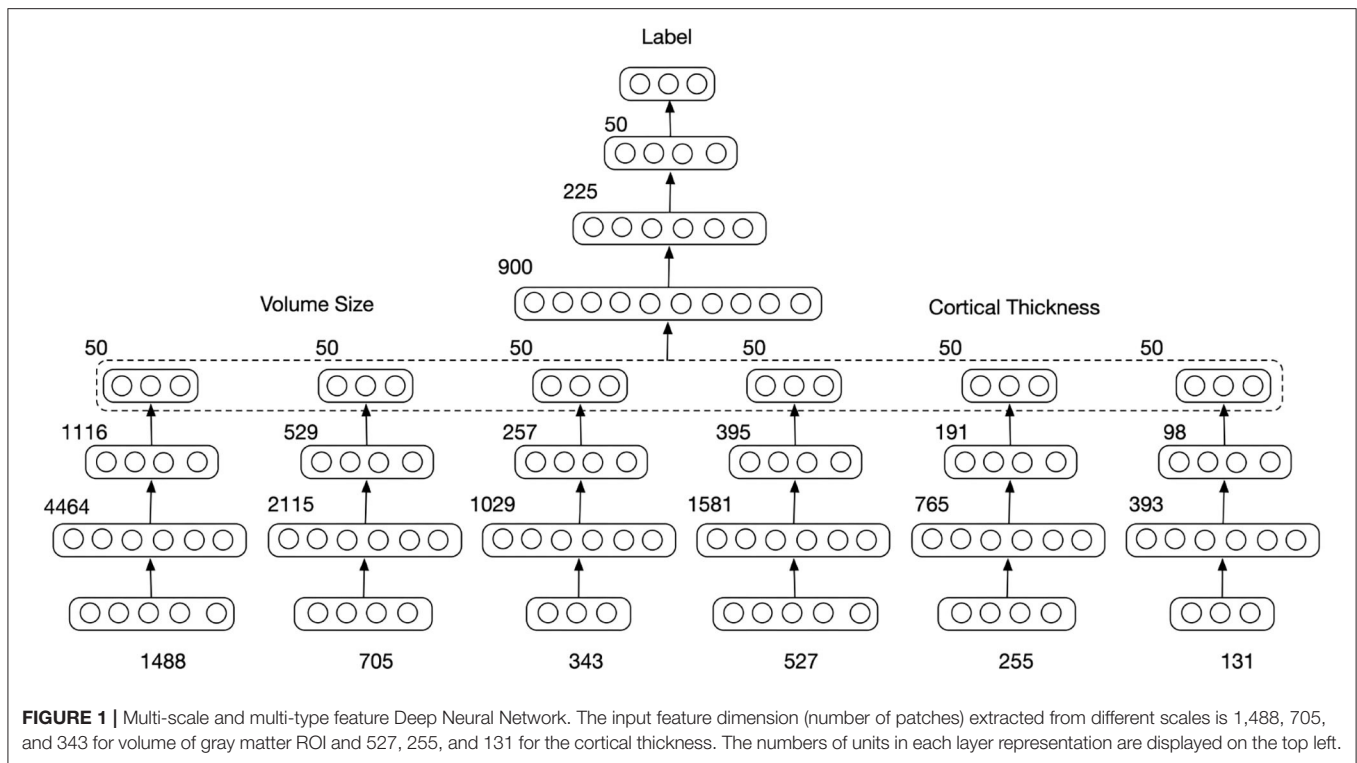 Label
50
225
900
Volume Size
Cortical Thickness
50 50 50 50 50 50
1116 529 257 395 191 98
4464 2115 1029 1581 765 393
1488 705 343 527 255 131
FIGURE 1 | Multi-scale and multi-type feature Deep Neural Network. The input feature dimension (number of patches) extracted from different scales is 1,488, 705,
and 343 for volume of gray matter ROI and 527, 255, and 131 for the cortical thickness. The numbers of units in each layer representation are displayed on the top left.